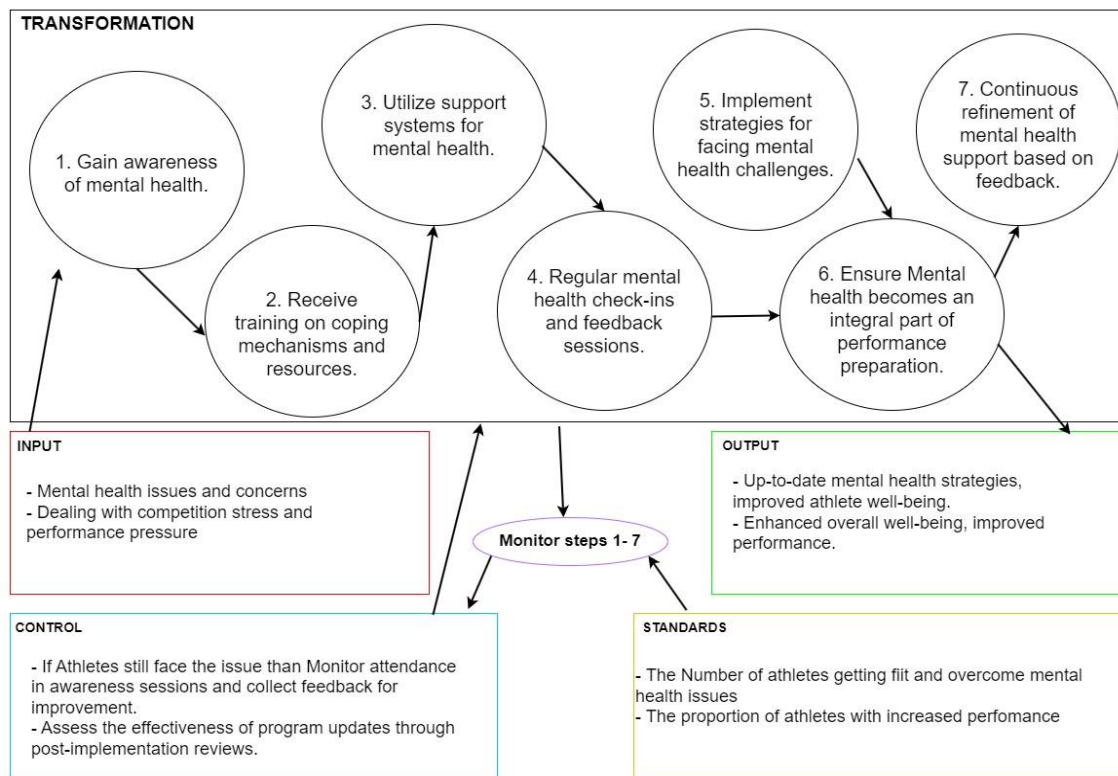 TRANSFORMATION
1. Gain awareness
of mental health.
2. Receive
training on coping
mechanisms and
resources.
3. Utilize support
systems for
mental health.
4. Regular mental
health check-ins
and feedback
sessions.
5. Implement
strategies for
facing mental
health challenges.
6. Ensure Mental
health becomes an
integral part of
performance
preparation.
7. Continuous
refinement of
mental health
support based on
feedback.
INPUT
- Mental health issues and concerns
- Dealing with competition stress and
performance pressure
OUTPUT
- Up-to-date mental health strategies,
improved athlete well-being.
- Enhanced overall well-being, improved
performance.
Monitor steps 1- 7
CONTROL
- If Athletes still face the issue than Monitor attendance
in awareness sessions and collect feedback for
improvement.
- Assess the effectiveness of program updates through
post-implementation reviews.
STANDARDS
- The Number of athletes getting fiit and overcome mental
health issues
- The proportion of athletes with increased perfomance